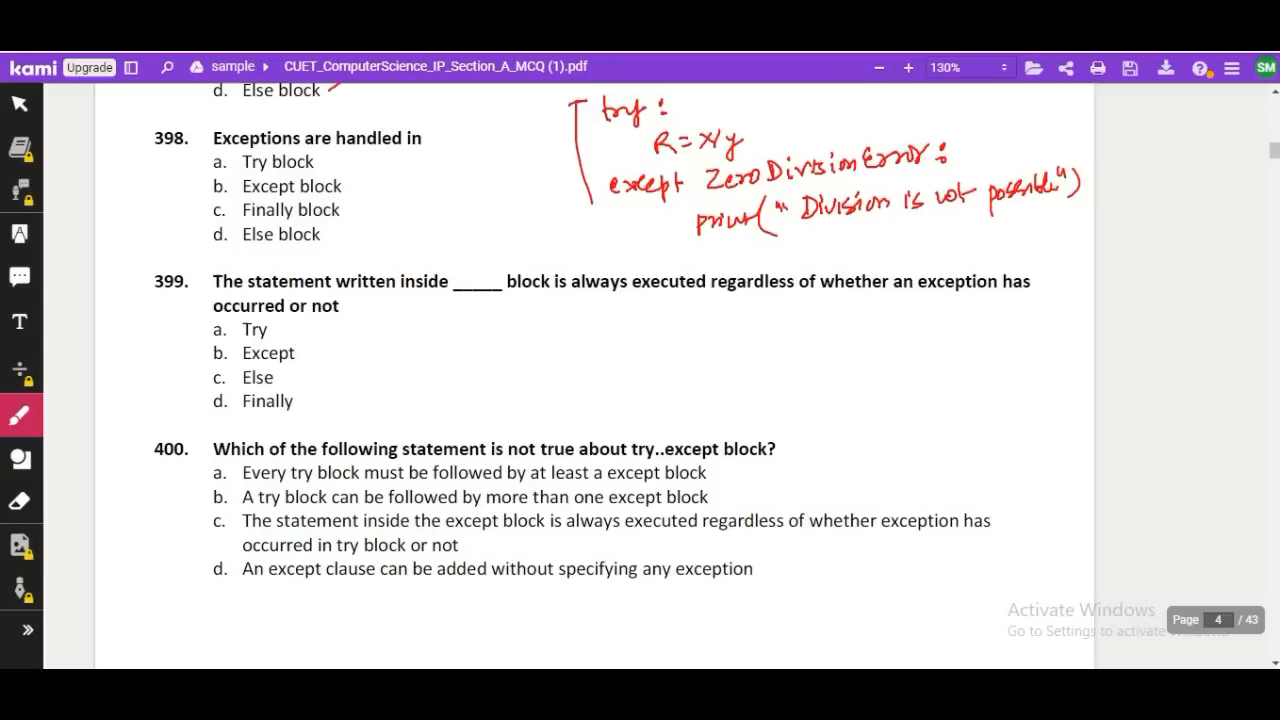 kami Upgrade sample CUET_ComputerScience_IP_Section_A_MCQ (1).pdf 130% SM
d. Else block
try:
R = x/y
except ZeroDivisionError:
print("Division is not possible")
398. Exceptions are handled in
a. Try block
b. Except block
c. Finally block
d. Else block
399. The statement written inside _____ block is always executed regardless of whether an exception has
occurred or not
a. Try
b. Except
c. Else
d. Finally
400. Which of the following statement is not true about try..except block?
a. Every try block must be followed by at least a except block
b. A try block can be followed by more than one except block
c. The statement inside the except block is always executed regardless of whether exception has
occurred in try block or not
d. An except clause can be added without specifying any exception
Activate Windows
Go to Settings to activate Windows.
Page 4 / 43